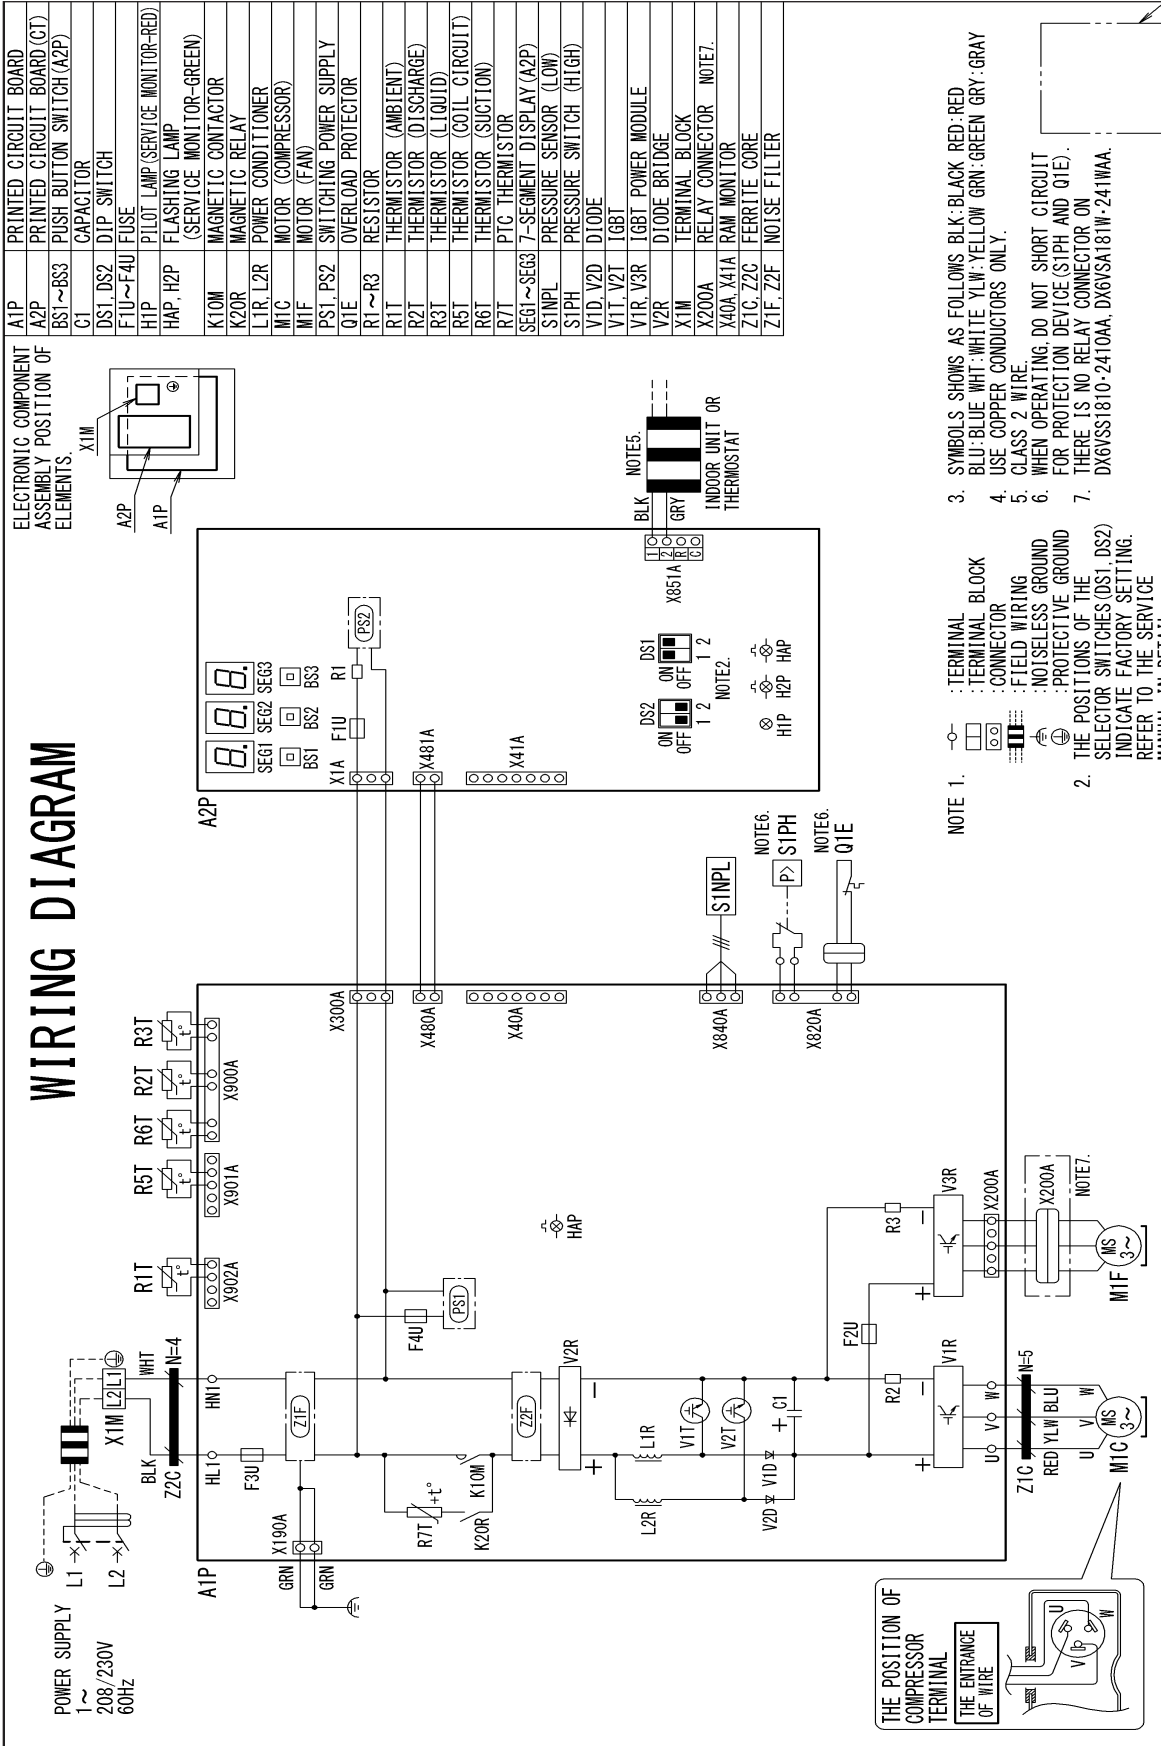 WIRING DIAGRAM
POWER SUPPLY
1~
208/230V
60Hz
L1
L2
X1M
L2 L1
BLK
WHT
Z2C
N=4
HL1
HN1
A1P
F3U
X190A
GRN
GRN
Z1F
R7T
+t°
K20R
K10M
Z2F
V2R
F4U
PS1
HAP
L1R
L2R
V1T
V2T
V1D
V2D
C1
R2
R3
F2U
V1R
V3R
U V W
Z1C
N=5
RED YLW BLU
U V W
MS
3~
M1C
X200A
X200A
NOTE7.
MS
3~
M1F
R1T
t°
X902A
R5T
t°
X901A
R6T
t°
R2T
t°
R3T
t°
X900A
X300A
X480A
X40A
X840A
X820A
S1NPL
NOTE6.
S1PH
P>
NOTE6.
Q1E
A2P
SEG1 SEG2 SEG3
BS1 BS2 BS3
X1A
F1U
R1
PS2
X481A
X41A
DS2
ON
OFF
1 2
DS1
ON
OFF
1 2
NOTE2.
H1P H2P HAP
X851A
1 2 R C
BLK
GRY
NOTE5.
INDOOR UNIT OR
THERMOSTAT
ELECTRONIC COMPONENT
ASSEMBLY POSITION OF
ELEMENTS.
X1M
A2P
A1P
A1P PRINTED CIRCUIT BOARD
A2P PRINTED CIRCUIT BOARD(CT)
BS1~BS3 PUSH BUTTON SWITCH(A2P)
C1 CAPACITOR
DS1, DS2 DIP SWITCH
F1U~F4U FUSE
H1P PILOT LAMP(SERVICE MONITOR-RED)
HAP, H2P FLASHING LAMP
(SERVICE MONITOR-GREEN)
K10M MAGNETIC CONTACTOR
K20R MAGNETIC RELAY
L1R, L2R POWER CONDITIONER
M1C MOTOR (COMPRESSOR)
M1F MOTOR (FAN)
PS1, PS2 SWITCHING POWER SUPPLY
Q1E OVERLOAD PROTECTOR
R1~R3 RESISTOR
R1T THERMISTOR (AMBIENT)
R2T THERMISTOR (DISCHARGE)
R3T THERMISTOR (LIQUID)
R5T THERMISTOR (COIL CIRCUIT)
R6T THERMISTOR (SUCTION)
R7T PTC THERMISTOR
SEG1~SEG3 7-SEGMENT DISPLAY(A2P)
S1NPL PRESSURE SENSOR (LOW)
S1PH PRESSURE SWITCH (HIGH)
V1D, V2D DIODE
V1T, V2T IGBT
V1R, V3R IGBT POWER MODULE
V2R DIODE BRIDGE
X1M TERMINAL BLOCK
X200A RELAY CONNECTOR NOTE7.
X40A, X41A RAM MONITOR
Z1C, Z2C FERRITE CORE
Z1F, Z2F NOISE FILTER
THE POSITION OF
COMPRESSOR
TERMINAL
THE ENTRANCE
OF WIRE
U
V
W
NOTE 1.
:TERMINAL
:TERMINAL BLOCK
:CONNECTOR
:FIELD WIRING
:NOISELESS GROUND
:PROTECTIVE GROUND
2. THE POSITIONS OF THE
SELECTOR SWITCHES(DS1, DS2)
INDICATE FACTORY SETTING.
REFER TO THE SERVICE
MANUAL IN DETAIL.
3. SYMBOLS SHOWS AS FOLLOWS BLK:BLACK RED:RED
BLU:BLUE WHT:WHITE YLW:YELLOW GRN:GREEN GRY:GRAY
4. USE COPPER CONDUCTORS ONLY.
5. CLASS 2 WIRE.
6. WHEN OPERATING, DO NOT SHORT CIRCUIT
FOR PROTECTION DEVICE(S1PH AND Q1E).
7. THERE IS NO RELAY CONNECTOR ON
DX6VSS1810·2410AA, DX6VSA181W·241WAA.